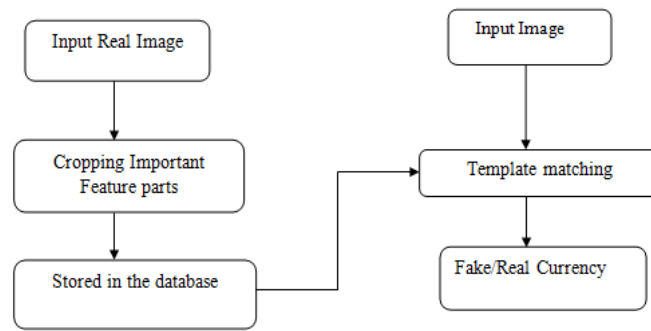 Input Real Image
Cropping Important
Feature parts
Stored in the database
Input Image
Template matching
Fake/Real Currency